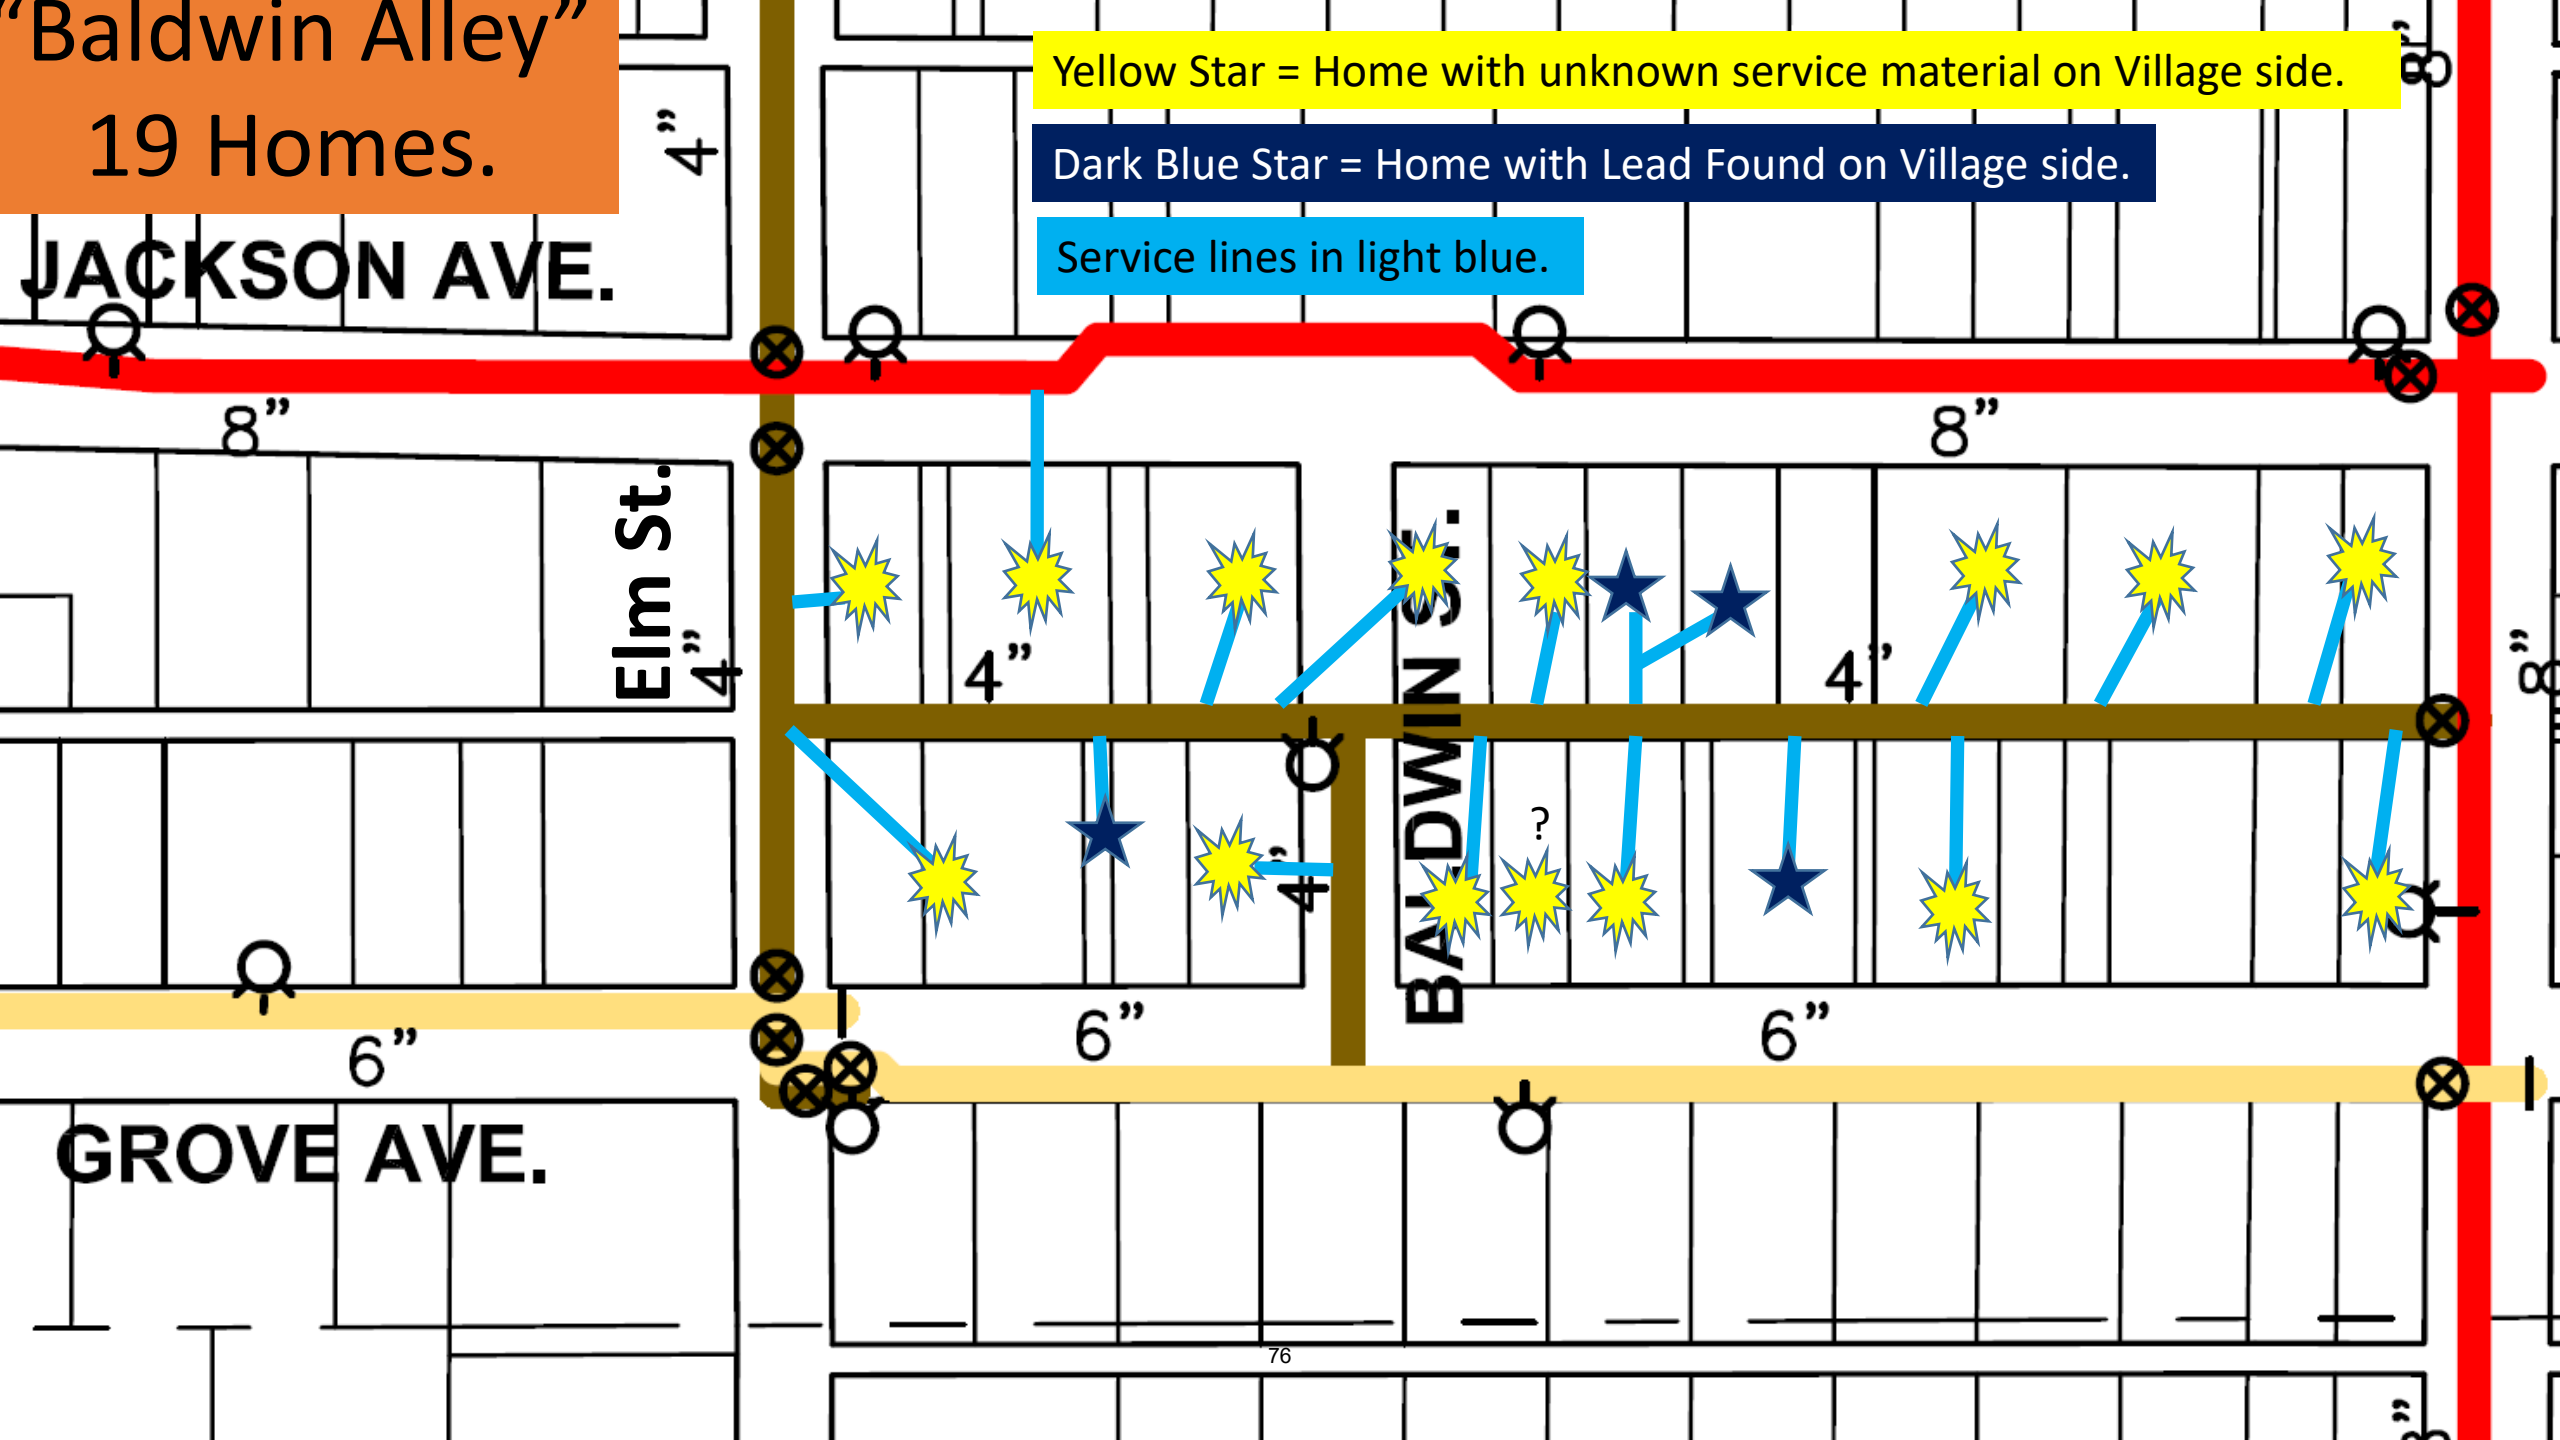 “Baldwin Alley”
19 Homes.
Yellow Star = Home with unknown service material on Village side.
Dark Blue Star = Home with Lead Found on Village side.
Service lines in light blue.
4”
8”
JACKSON AVE.
8”
8”
Elm St.
4”
4”
BALDWIN ST.
4”
8”
?
4”
6”
6”
6”
GROVE AVE.
76
8”